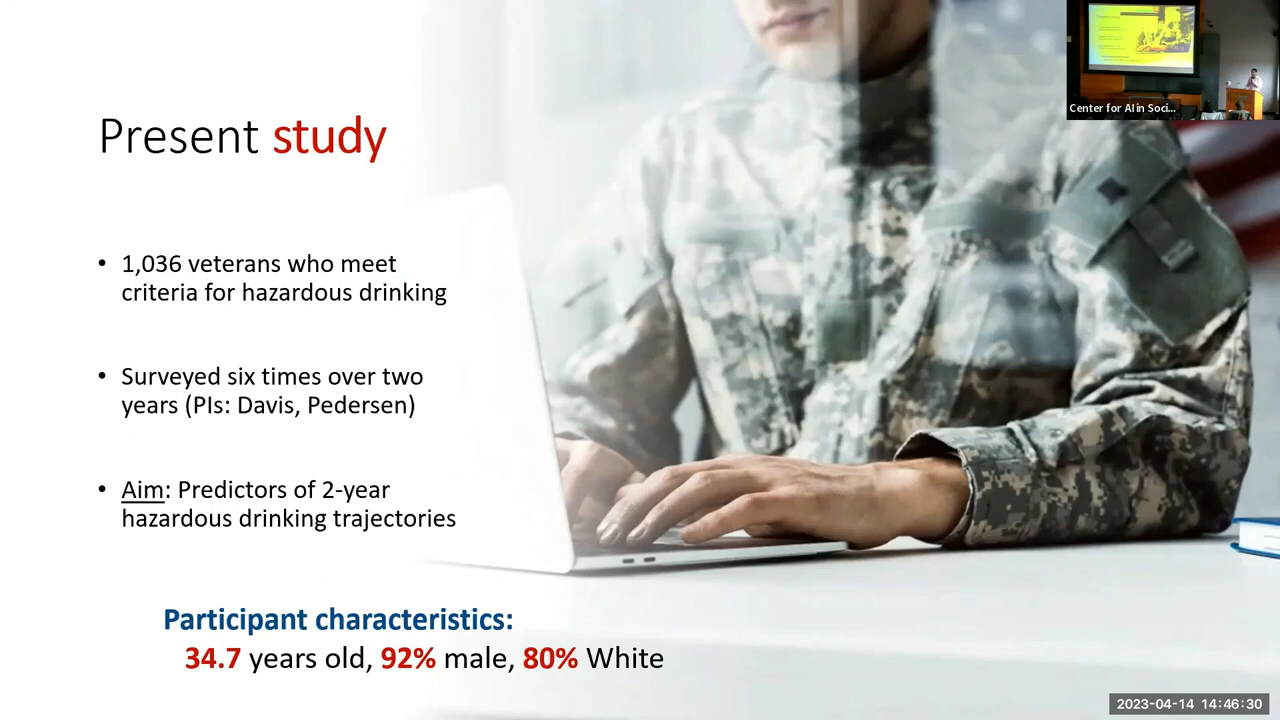 Present study
• 1,036 veterans who meet
criteria for hazardous drinking
• Surveyed six times over two
years (PIs: Davis, Pedersen)
• Aim: Predictors of 2-year
hazardous drinking trajectories
Participant characteristics:
34.7 years old, 92% male, 80% White
Center for AI in Soci...
2023-04-14 14:46:30